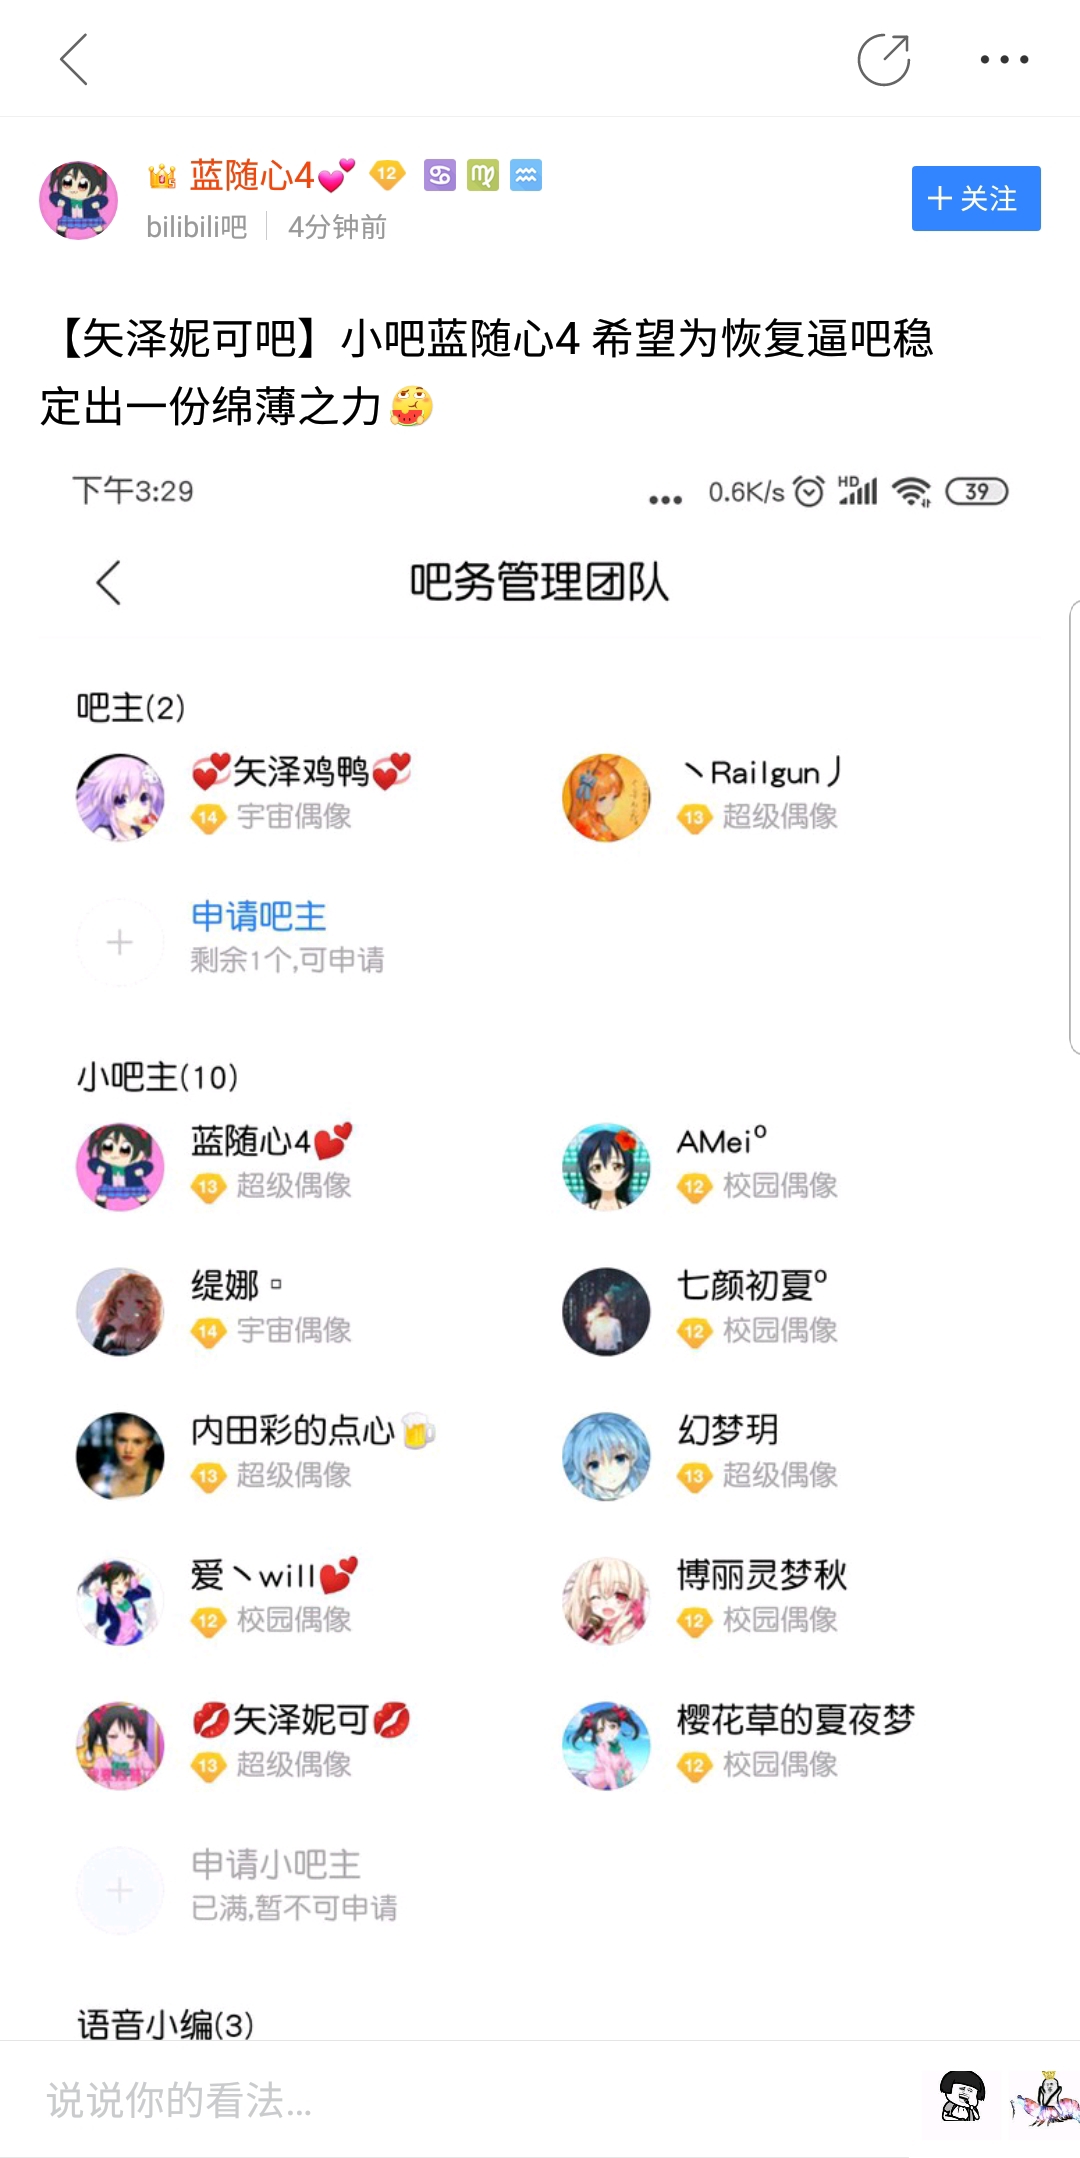 蓝随心4💕 12 ♋ ♍ ♒
bilibili吧 4分钟前
+ 关注
【矢泽妮可吧】小吧蓝随心4 希望为恢复逼吧稳
定出一份绵薄之力
下午3:29 ... 0.6K/s HD 39
吧务管理团队
吧主(2)
💞矢泽鸡鸭💞
14 宇宙偶像
丶Railgun丿
13 超级偶像
申请吧主
剩余1个,可申请
小吧主(10)
蓝随心4💕
13 超级偶像
AMeiº
12 校园偶像
缇娜▫
14 宇宙偶像
七颜初夏º
12 校园偶像
内田彩的点心🍺
13 超级偶像
幻梦玥
13 超级偶像
爱丶will💕
12 校园偶像
博丽灵梦秋
12 校园偶像
💋矢泽妮可💋
13 超级偶像
樱花草的夏夜梦
12 校园偶像
申请小吧主
已满,暂不可申请
语音小编(3)
说说你的看法...